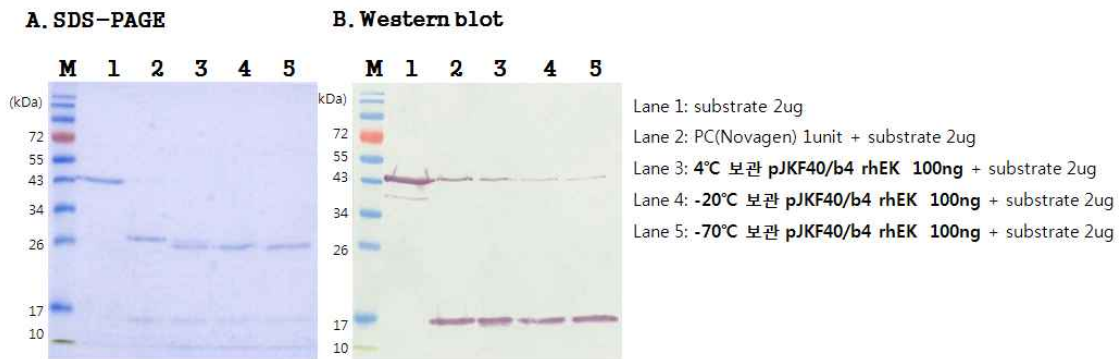 A. SDS-PAGE
M 1 2 3 4 5
(kDa)
72
55
43
34
26
17
10
B. Western blot
M 1 2 3 4 5
kDa)
72
55
43
34
26
17
10
Lane 1: substrate 2ug
Lane 2: PC(Novagen) 1unit + substrate 2ug
Lane 3: 4℃ 보관 pJKF40/b4 rhEK 100ng + substrate 2ug
Lane 4: -20℃ 보관 pJKF40/b4 rhEK 100ng + substrate 2ug
Lane 5: -70℃ 보관 pJKF40/b4 rhEK 100ng + substrate 2ug